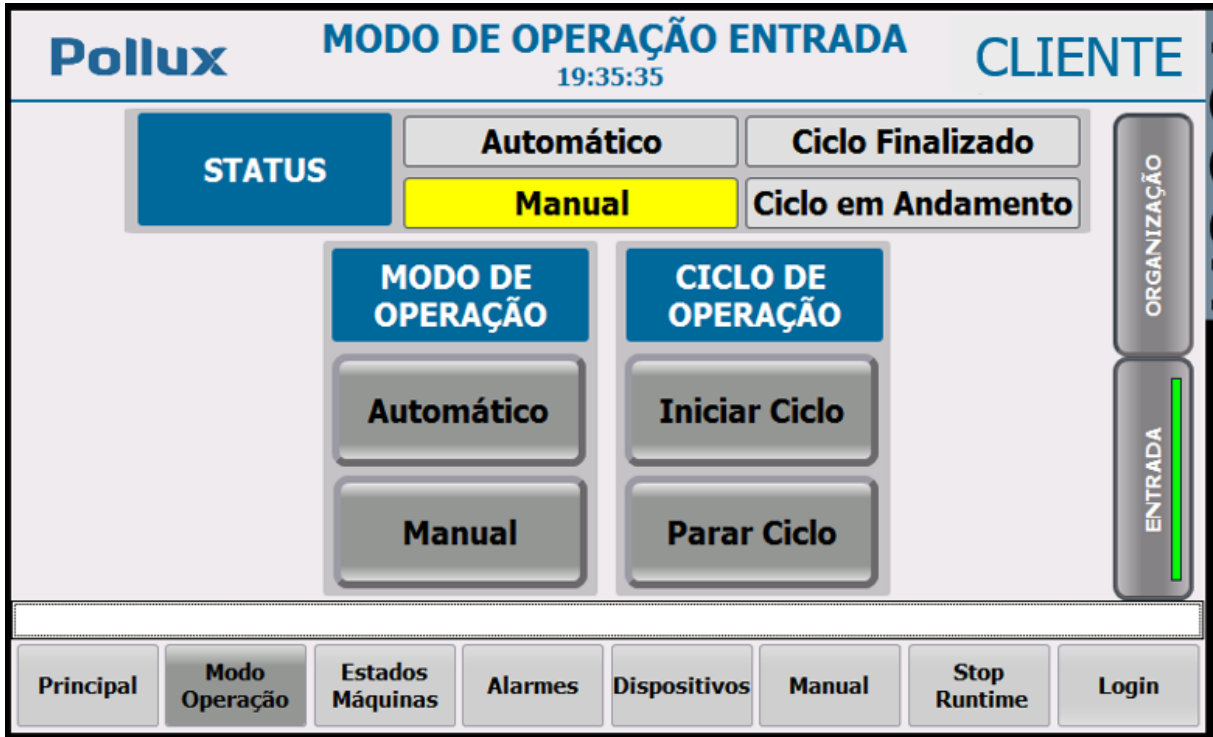 Pollux
MODO DE OPERAÇÃO ENTRADA
19:35:35
CLIENTE
STATUS
Automático
Ciclo Finalizado
Manual
Ciclo em Andamento
MODO DE
OPERAÇÃO
CICLO DE
OPERAÇÃO
Automático
Iniciar Ciclo
Manual
Parar Ciclo
ORGANIZAÇÃO
ENTRADA
Principal
Modo
Operação
Estados
Máquinas
Alarmes
Dispositivos
Manual
Stop
Runtime
Login